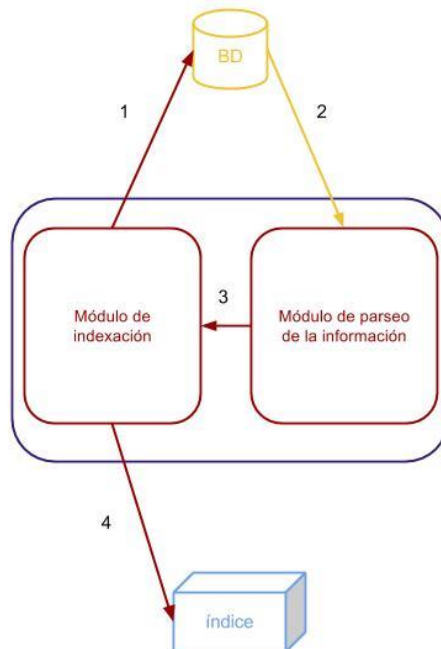 BD
1
2
3
Módulo de
indexación
Módulo de parseo
de la información
4
índice